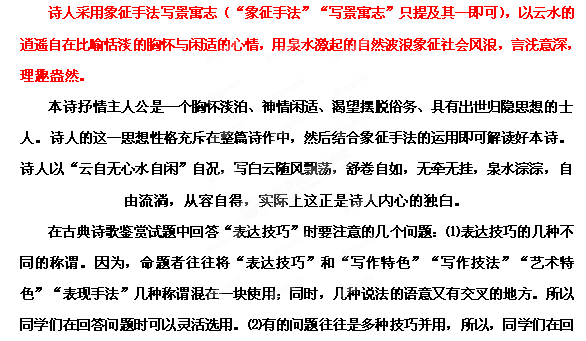 诗人采用象征手法写景寓志（“象征手法”“写景寓志”只提及其一即可），以云水的
逍遥自在比喻恬淡的胸怀与闲适的心情，用泉水激起的自然波浪象征社会风浪，言浅意深，
理趣盎然。
本诗抒情主人公是一个胸怀淡泊、神情闲适、渴望摆脱俗务、具有出世归隐思想的士
人。诗人的这一思想性格充斥在整篇诗作中，然后结合象征手法的运用即可解读好本诗。
诗人以“云自无心水自闲”自况，写白云随风飘荡，舒卷自如，无牵无挂，泉水淙淙，自
由流淌，从容自得，实际上这正是诗人内心的独白。
在古典诗歌鉴赏试题中回答“表达技巧”时要注意的几个问题：⑴表达技巧的几种不
同的称谓。因为，命题者往往将“表达技巧”和“写作特色”“写作技法”“艺术特
色”“表现手法”几种称谓混在一块使用；同时，几种说法的语意又有交叉的地方。所以
同学们在回答问题时可以灵活选用。⑵有的问题往往是多种技巧并用，所以，同学们在回